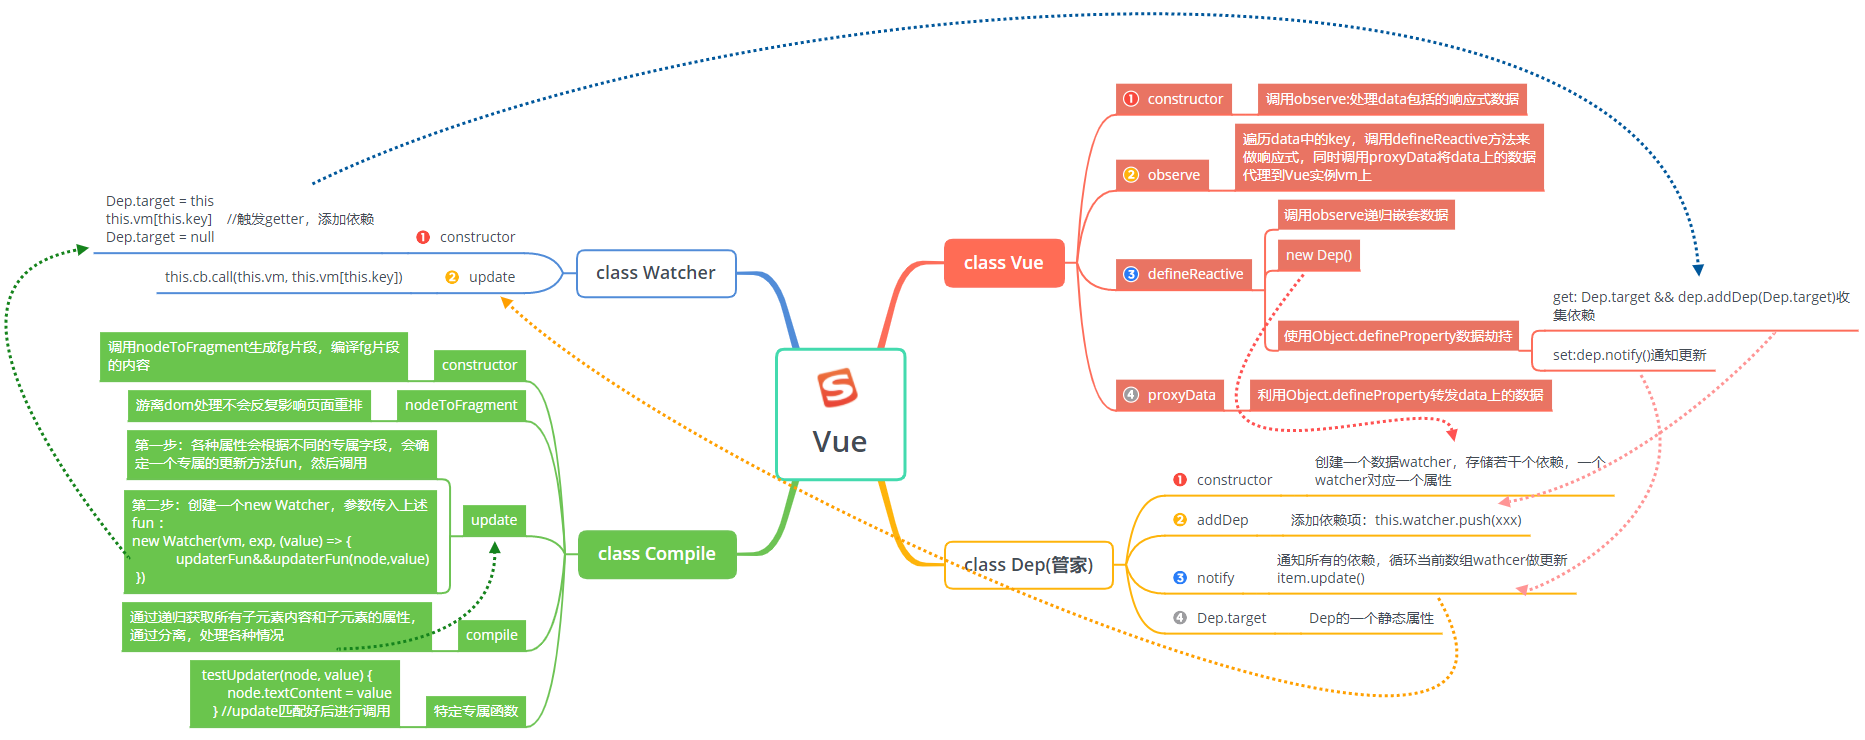 Vue
class Vue
1 constructor
调用observe:处理data包括的响应式数据
2 observe
遍历data中的key，调用defineReactive方法来
做响应式，同时调用proxyData将data上的数据
代理到Vue实例vm上
3 defineReactive
调用observe递归嵌套数据
new Dep()
使用Object.defineProperty数据劫持
get: Dep.target && dep.addDep(Dep.target)收
集依赖
set:dep.notify()通知更新
4 proxyData
利用Object.defineProperty转发data上的数据
class Dep(管家)
1 constructor
创建一个数据watcher，存储若干个依赖，一个
watcher对应一个属性
2 addDep
添加依赖项：this.watcher.push(xxx)
3 notify
通知所有的依赖，循环当前数组wathcer做更新
item.update()
4 Dep.target
Dep的一个静态属性
class Watcher
1 constructor
Dep.target = this
this.vm[this.key]    //触发getter，添加依赖
Dep.target = null
2 update
this.cb.call(this.vm, this.vm[this.key])
class Compile
constructor
调用nodeToFragment生成fg片段，编译fg片段
的内容
nodeToFragment
游离dom处理不会反复影响页面重排
update
第一步：各种属性会根据不同的专属字段，会确
定一个专属的更新方法fun，然后调用
第二步：创建一个new Watcher，参数传入上述
fun：
new Watcher(vm, exp, (value) => {
updaterFun&&updaterFun(node,value)
})
compile
通过递归获取所有子元素内容和子元素的属性，
通过分离，处理各种情况
特定专属函数
testUpdater(node, value) {
node.textContent = value
} //update匹配好后进行调用